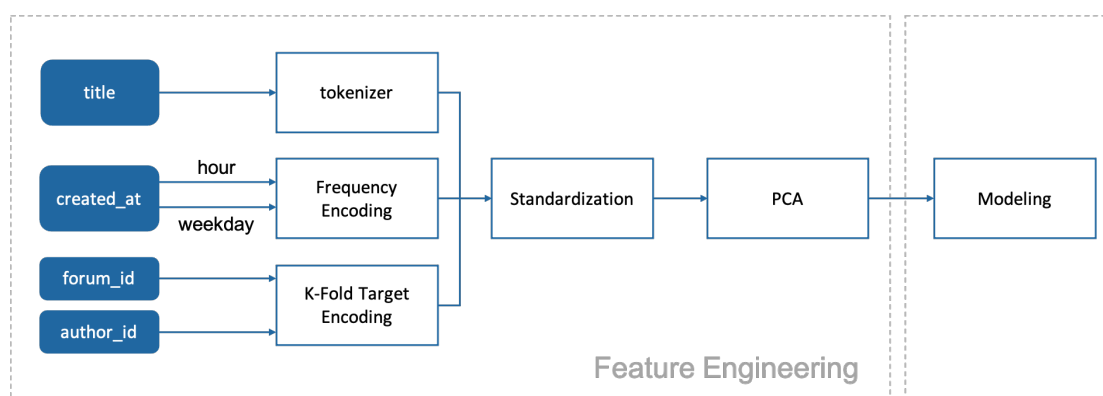 title
tokenizer
hour
created_at
weekday
Frequency
Encoding
Standardization
PCA
Modeling
forum_id
author_id
K-Fold Target
Encoding
Feature Engineering